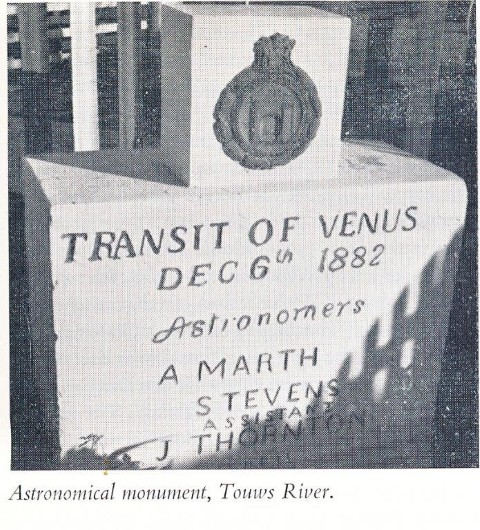 TRANSIT OF VENUS
DEC 6th 1882
Astronomers
A MARTH
STEVENS
ASSISTANT
J THORNTON
Astronomical monument, Touws River.